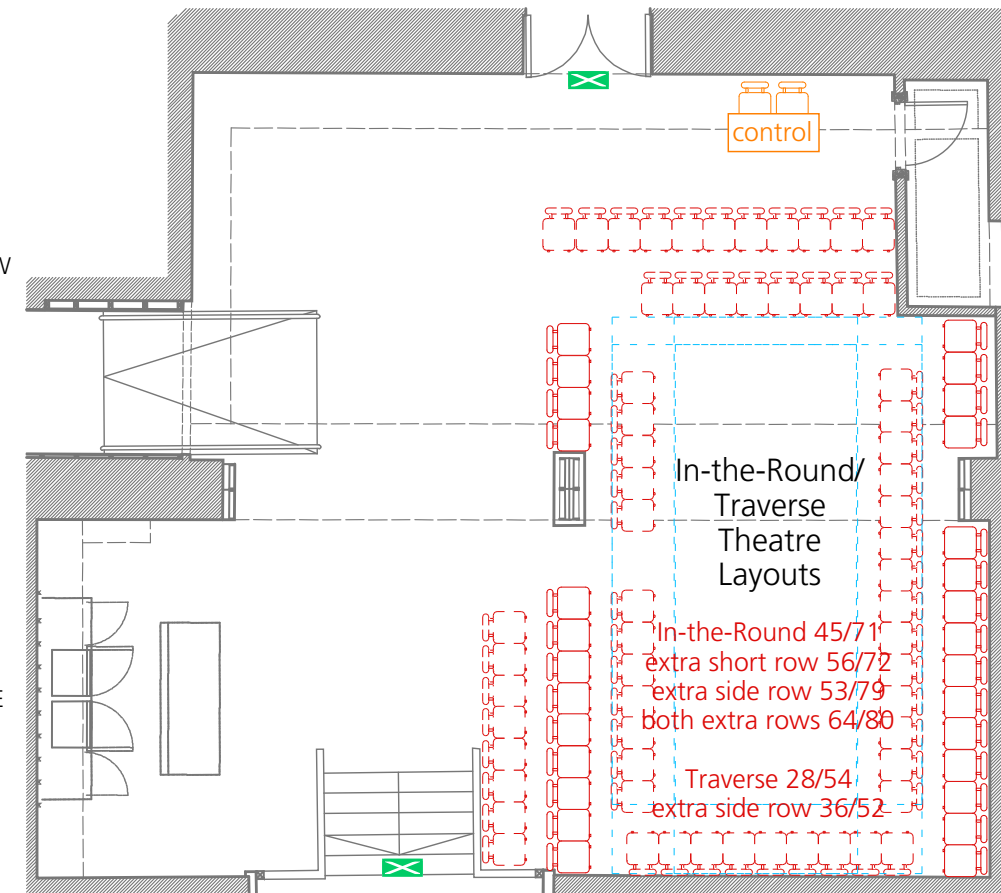 control
W
In-the-Round/
Traverse
Theatre
Layouts
In-the-Round 45/71
extra short row 56/72
extra side row 53/79
both extra rows 64/80
E
Traverse 28/54
extra side row 36/52